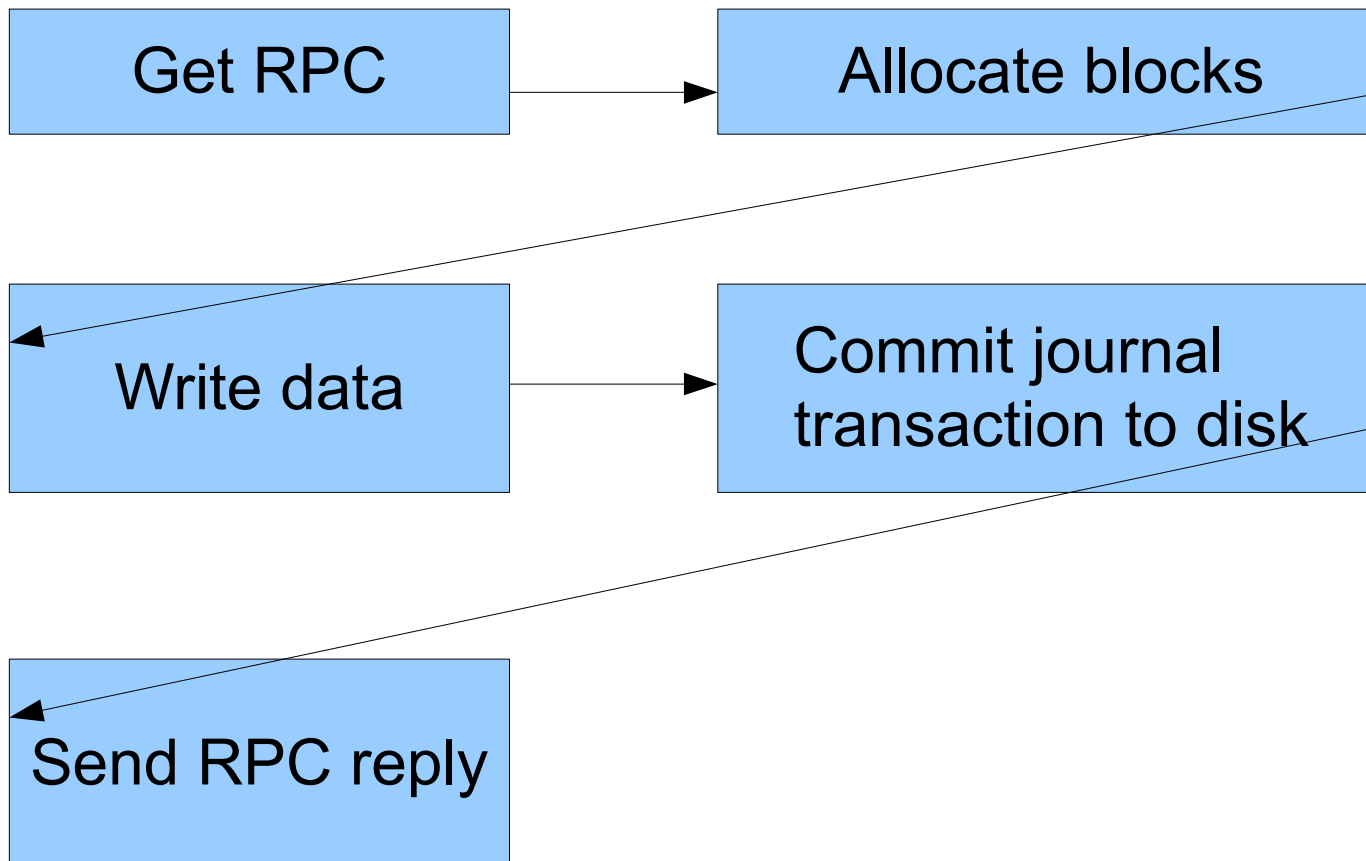 Get RPC
Allocate blocks
Write data
Commit journal
transaction to disk
Send RPC reply